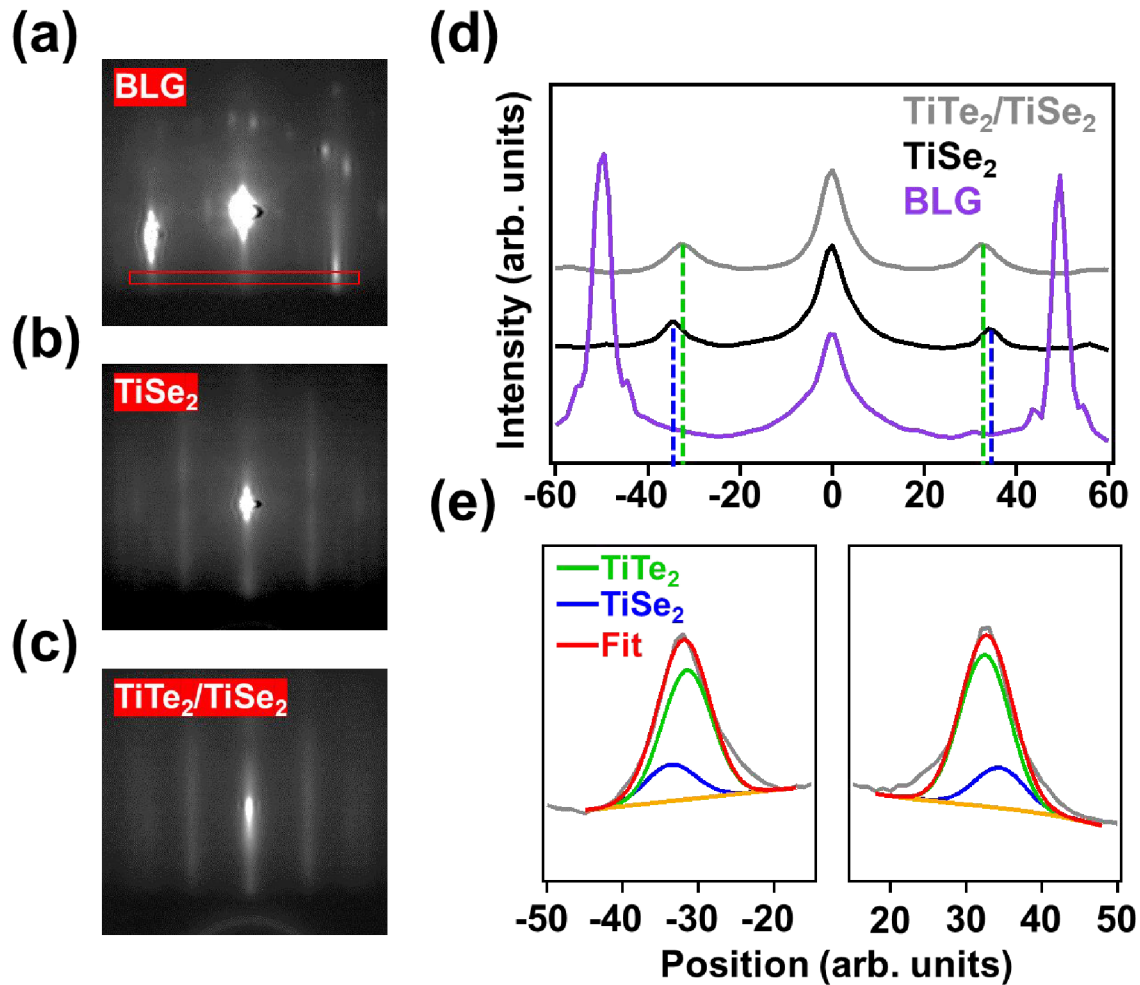 (a)
BLG
(b)
TiSe₂
(c)
TiTe₂/TiSe₂
(d)
Intensity (arb. units)
TiTe₂/TiSe₂
TiSe₂
BLG
-60 -40 -20 0 20 40 60
(e)
TiTe₂
TiSe₂
Fit
-50 -40 -30 -20
20 30 40 50
Position (arb. units)